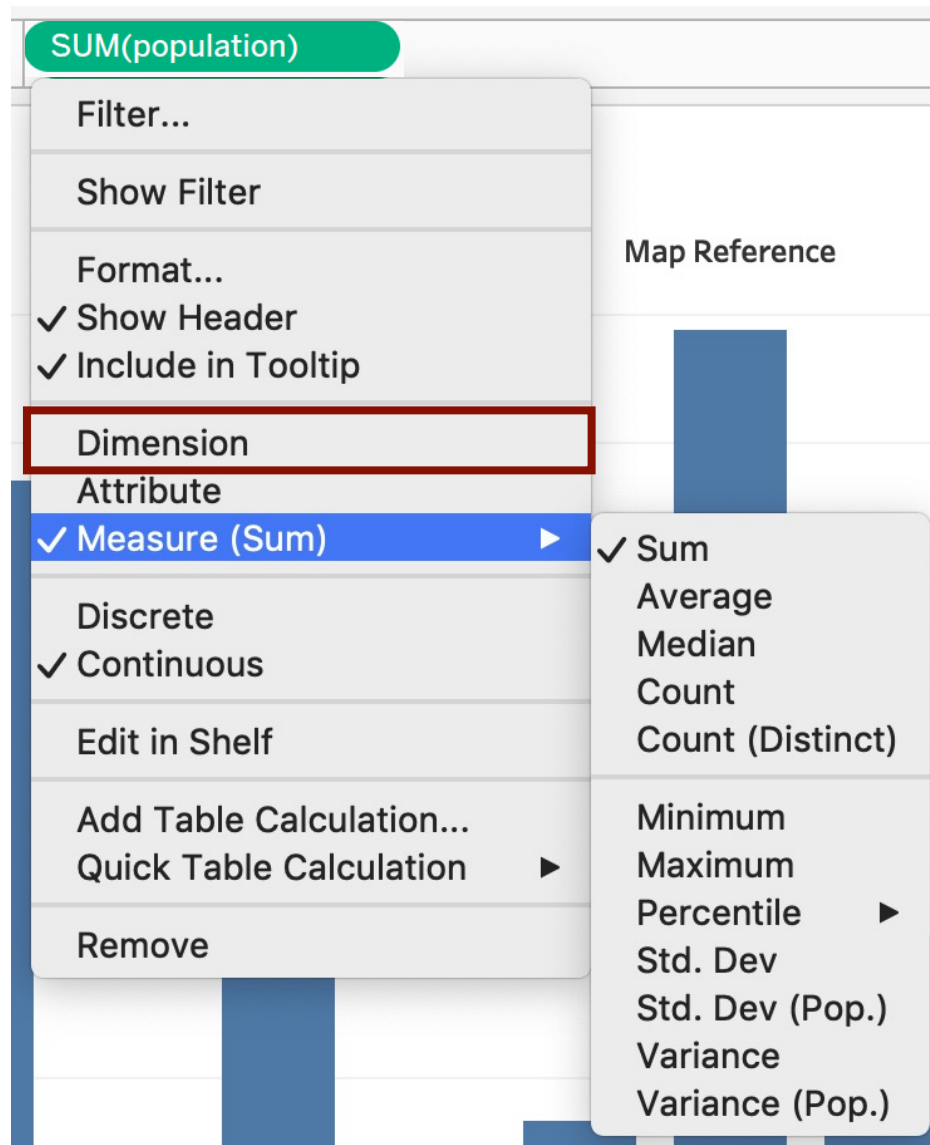 SUM(population)
Filter...
Show Filter
Format...
Show Header
Include in Tooltip
Dimension
Attribute
Measure (Sum)
Discrete
Continuous
Edit in Shelf
Add Table Calculation...
Quick Table Calculation
Remove
Map Reference
Sum
Average
Median
Count
Count (Distinct)
Minimum
Maximum
Percentile
Std. Dev
Std. Dev (Pop.)
Variance
Variance (Pop.)